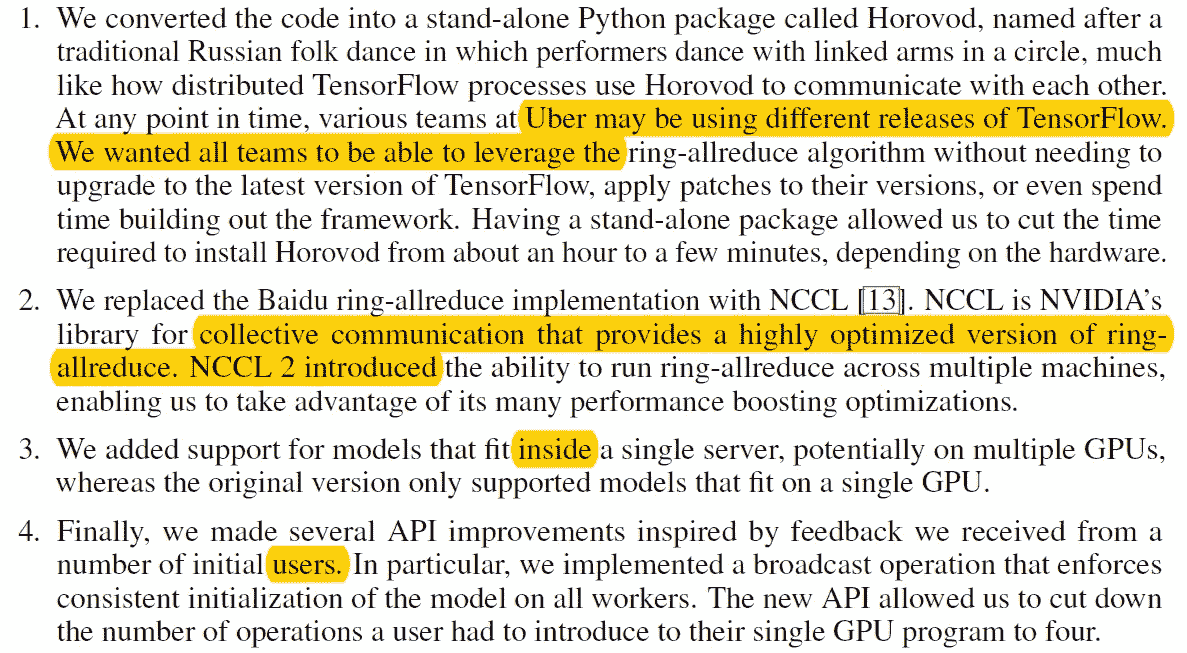 1. We converted the code into a stand-alone Python package called Horovod, named after a
traditional Russian folk dance in which performers dance with linked arms in a circle, much
like how distributed TensorFlow processes use Horovod to communicate with each other.
At any point in time, various teams at Uber may be using different releases of TensorFlow.
We wanted all teams to be able to leverage the ring-allreduce algorithm without needing to
upgrade to the latest version of TensorFlow, apply patches to their versions, or even spend
time building out the framework. Having a stand-alone package allowed us to cut the time
required to install Horovod from about an hour to a few minutes, depending on the hardware.
2. We replaced the Baidu ring-allreduce implementation with NCCL [13]. NCCL is NVIDIA's
library for collective communication that provides a highly optimized version of ring-
allreduce. NCCL 2 introduced the ability to run ring-allreduce across multiple machines,
enabling us to take advantage of its many performance boosting optimizations.
3. We added support for models that fit inside a single server, potentially on multiple GPUs,
whereas the original version only supported models that fit on a single GPU.
4. Finally, we made several API improvements inspired by feedback we received from a
number of initial users. In particular, we implemented a broadcast operation that enforces
consistent initialization of the model on all workers. The new API allowed us to cut down
the number of operations a user had to introduce to their single GPU program to four.